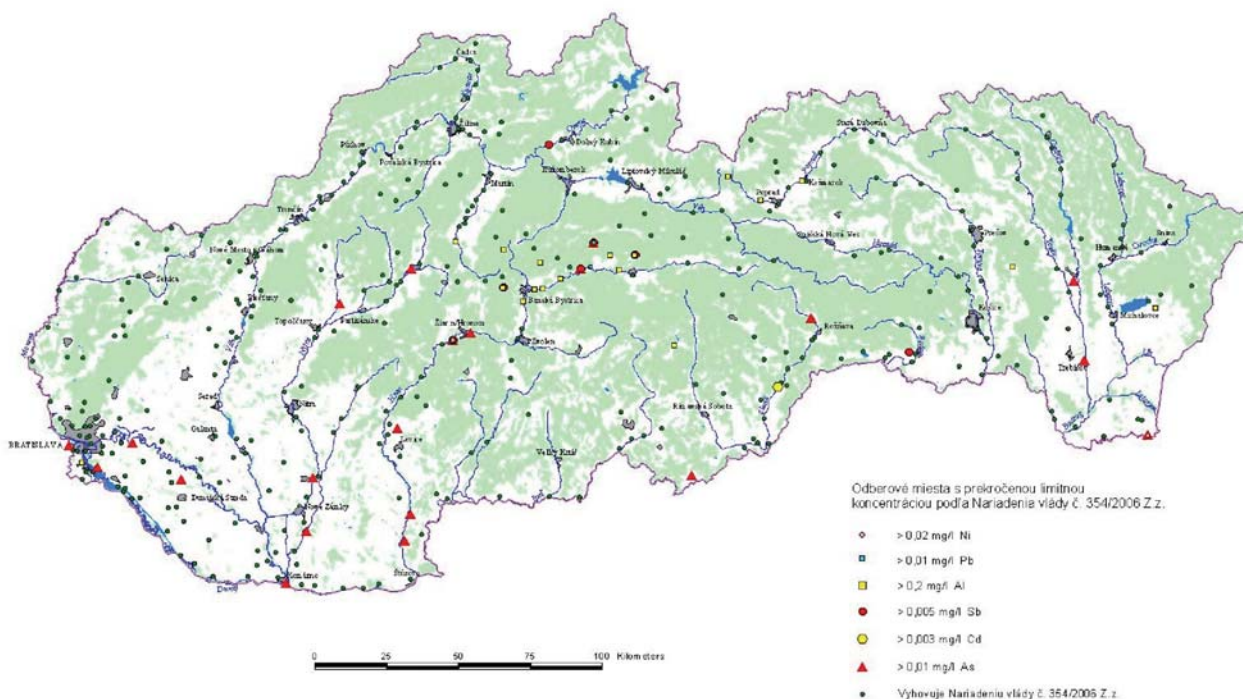 Čadca
Žilina
Stará Ľubovňa
Dolný Kubín
Púchov
Považská Bystrica
Martin
Ružomberok
Liptovský Mikuláš
Kežmarok
Poprad
Trenčín
Spišská Nová Ves
Prešov
Nové Mesto nad Váhom
Senica
Snina
Piešťany
Banská Bystrica
Topoľčany
Partizánske
Žiar n/Hronom
Zvolen
Rožňava
Košice
Michalovce
Trebišov
Sereď
Nitra
Galanta
Rimavská Sobota
BRATISLAVA
Levice
Veľký Krtíš
Dunajská Streda
Nové Zámky
Komárno
Štúrovo
Dunaj
Odberové miesta s prekročenou limitnou
koncentráciou podľa Nariadenia vlády č. 354/2006 Z.z.
> 0,02 mg/l Ni
> 0,01 mg/l Pb
> 0,2 mg/l Al
> 0,005 mg/l Sb
> 0,003 mg/l Cd
> 0,01 mg/l As
Vyhovuje Nariadeniu vlády č. 354/2006 Z.z.
0 25 50 75 100 Kilometers